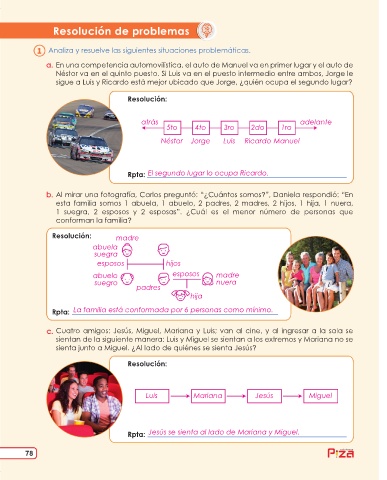 Resolución de problemas
1 Analiza y resuelve las siguientes situaciones problemáticas.
a. En una competencia automovilística, el auto de Manuel va en primer lugar y el auto de
Néstor va en el quinto puesto. Si Luis va en el puesto intermedio entre ambos, Jorge le
sigue a Luis y Ricardo está mejor ubicado que Jorge, ¿quién ocupa el segundo lugar?
Resolución:
atrás adelante
5to 4to 3ro 2do 1ro
Néstor Jorge Luis Ricardo Manuel
Rpta: El segundo lugar lo ocupa Ricardo.
b. Al mirar una fotografía, Carlos preguntó: “¿Cuántos somos?”, Daniela respondió: “En
esta familia somos 1 abuela, 1 abuelo, 2 padres, 2 madres, 2 hijos, 1 hija, 1 nuera,
1 suegra, 2 esposos y 2 esposas”. ¿Cuál es el menor número de personas que
conforman la familia?
Resolución:
madre
abuela
suegra
esposos hijos
abuelo esposos madre
suegro nuera
padres
hija
Rpta: La familia está conformada por 6 personas como mínimo.
c. Cuatro amigos: Jesús, Miguel, Mariana y Luis; van al cine, y al ingresar a la sala se
sientan de la siguiente manera: Luis y Miguel se sientan a los extremos y Mariana no se
sienta junto a Miguel. ¿Al lado de quiénes se sienta Jesús?
Resolución:
Luis Mariana Jesús Miguel
Rpta: Jesús se sienta al lado de Mariana y Miguel.
78